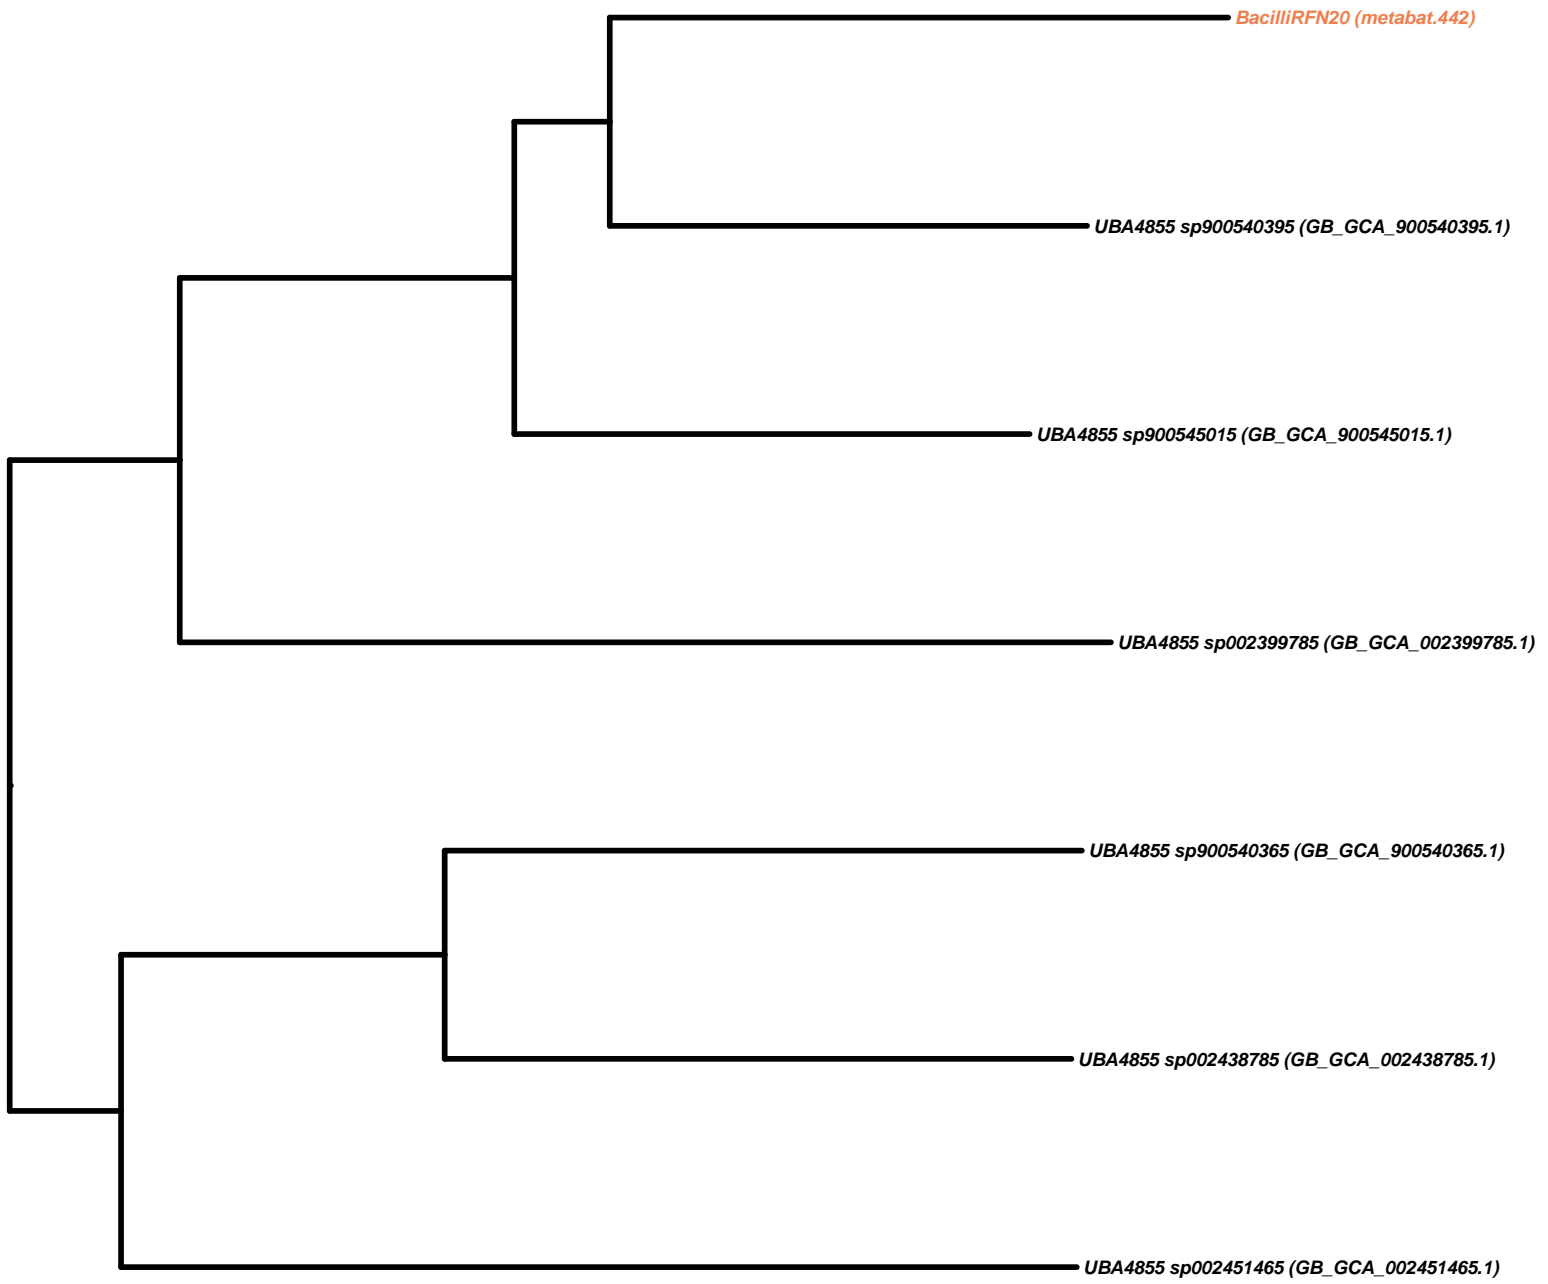 BacilliRFN20 (metabat.442)
UBA4855 sp900540395 (GB_GCA_900540395.1)
UBA4855 sp900545015 (GB_GCA_900545015.1)
UBA4855 sp002399785 (GB_GCA_002399785.1)
UBA4855 sp900540365 (GB_GCA_900540365.1)
UBA4855 sp002438785 (GB_GCA_002438785.1)
UBA4855 sp002451465 (GB_GCA_002451465.1)